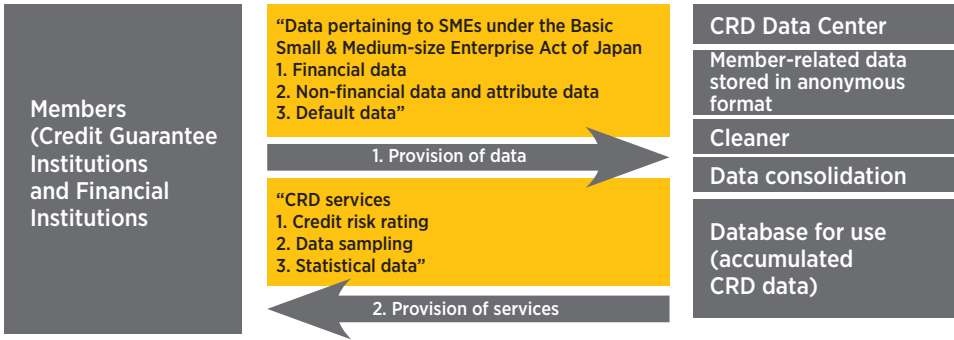 Members
(Credit Guarantee
Institutions
and Financial
Institutions
“Data pertaining to SMEs under the Basic
Small & Medium-size Enterprise Act of Japan
1. Financial data
2. Non-financial data and attribute data
3. Default data”
1. Provision of data
“CRD services
1. Credit risk rating
2. Data sampling
3. Statistical data”
2. Provision of services
CRD Data Center
Member-related data
stored in anonymous
format
Cleaner
Data consolidation
Database for use
(accumulated
CRD data)